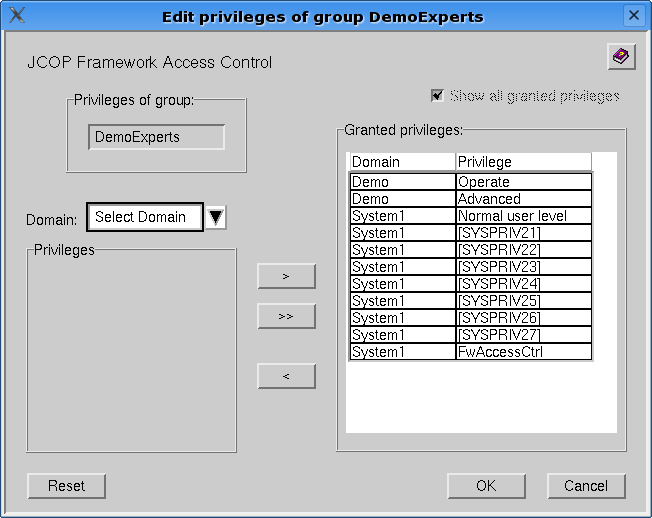 Edit privileges of group DemoExperts
JCOP Framework Access Control
Privileges of group:
DemoExperts
Show all granted privileges
Domain: Select Domain
Privileges
>
>>
<
Granted privileges:
Domain Privilege
Demo Operate
Demo Advanced
System1 Normal user level
System1 [SYSPRIV21]
System1 [SYSPRIV22]
System1 [SYSPRIV23]
System1 [SYSPRIV24]
System1 [SYSPRIV25]
System1 [SYSPRIV26]
System1 [SYSPRIV27]
System1 FwAccessCtrl
Reset OK Cancel